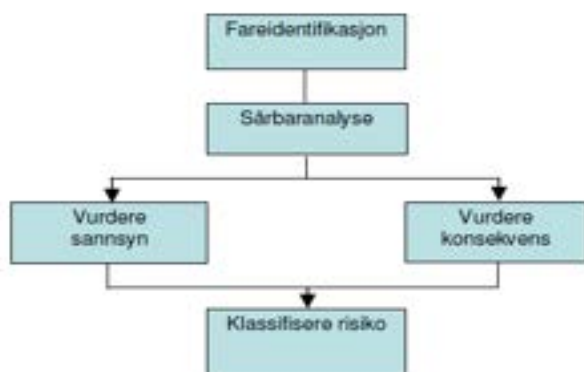 Fareidentifikasjon
Sårbaranalyse
Vurdere
sannsyn
Vurdere
konsekvens
Klassifisere risiko